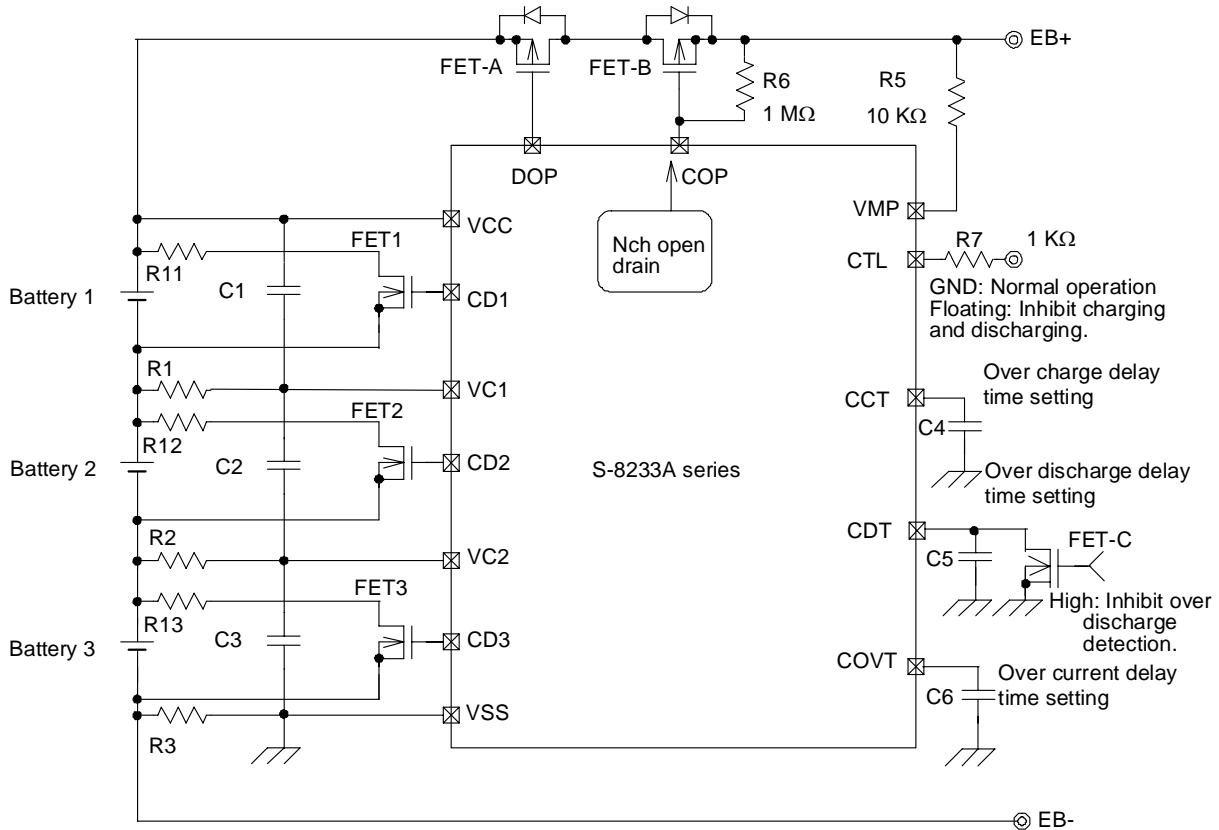 EB+
FET-A
FET-B
R6
1 MΩ
R5
10 KΩ
DOP
COP
VCC
VMP
FET1
R11
C1
Nch open
drain
R7
1 KΩ
CTL
Battery 1
CD1
GND: Normal operation
Floating: Inhibit charging
and discharging.
R1
VC1
FET2
Over charge delay
time setting
CCT
C4
R12
Battery 2
C2
CD2
S-8233A series
Over discharge delay
time setting
R2
VC2
CDT
FET-C
C5
FET3
R13
C3
High: Inhibit over
discharge
detection.
Battery 3
CD3
COVT
Over current delay
time setting
C6
VSS
R3
EB-